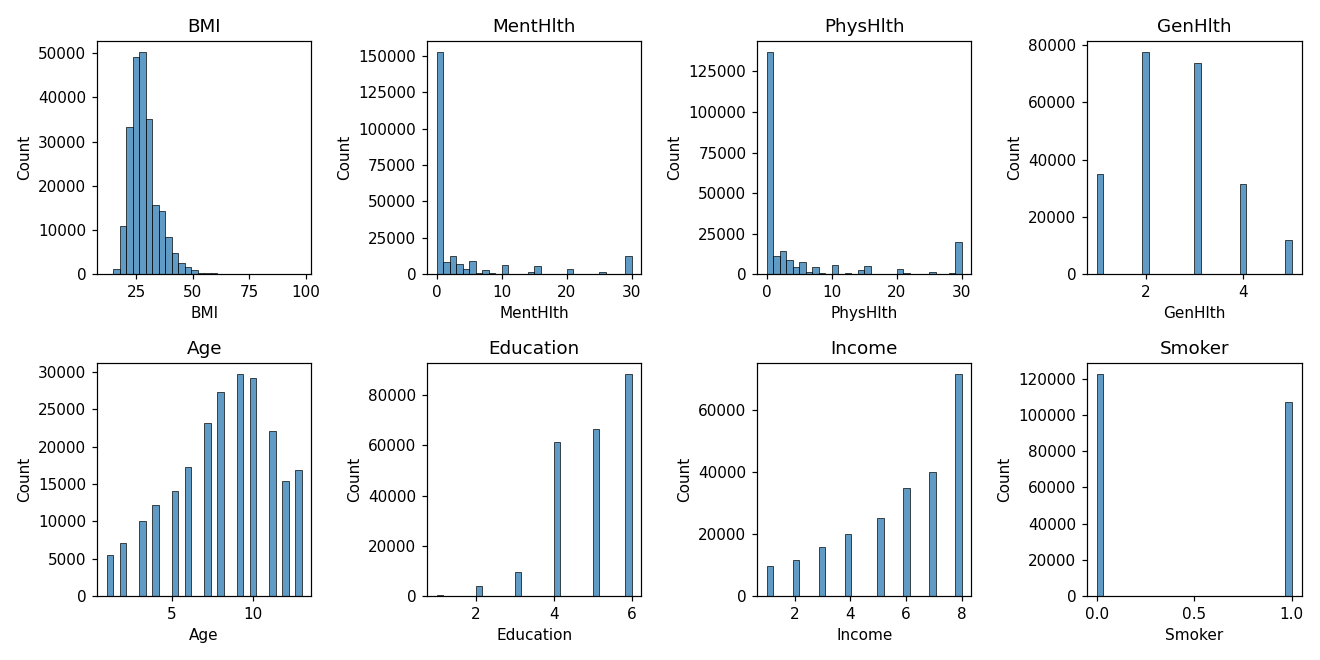 BMI
50000
40000
30000
20000
10000
0
Count
25 50 75 100
BMI
MentHlth
150000
125000
100000
75000
50000
25000
0
Count
0 10 20 30
MentHlth
PhysHlth
125000
100000
75000
50000
25000
0
Count
0 10 20 30
PhysHlth
GenHlth
80000
60000
40000
20000
0
Count
2 4
GenHlth
Age
30000
25000
20000
15000
10000
5000
0
Count
5 10
Age
Education
80000
60000
40000
20000
0
Count
2 4 6
Education
Income
60000
40000
20000
0
Count
2 4 6 8
Income
Smoker
120000
100000
80000
60000
40000
20000
0
Count
0.0 0.5 1.0
Smoker